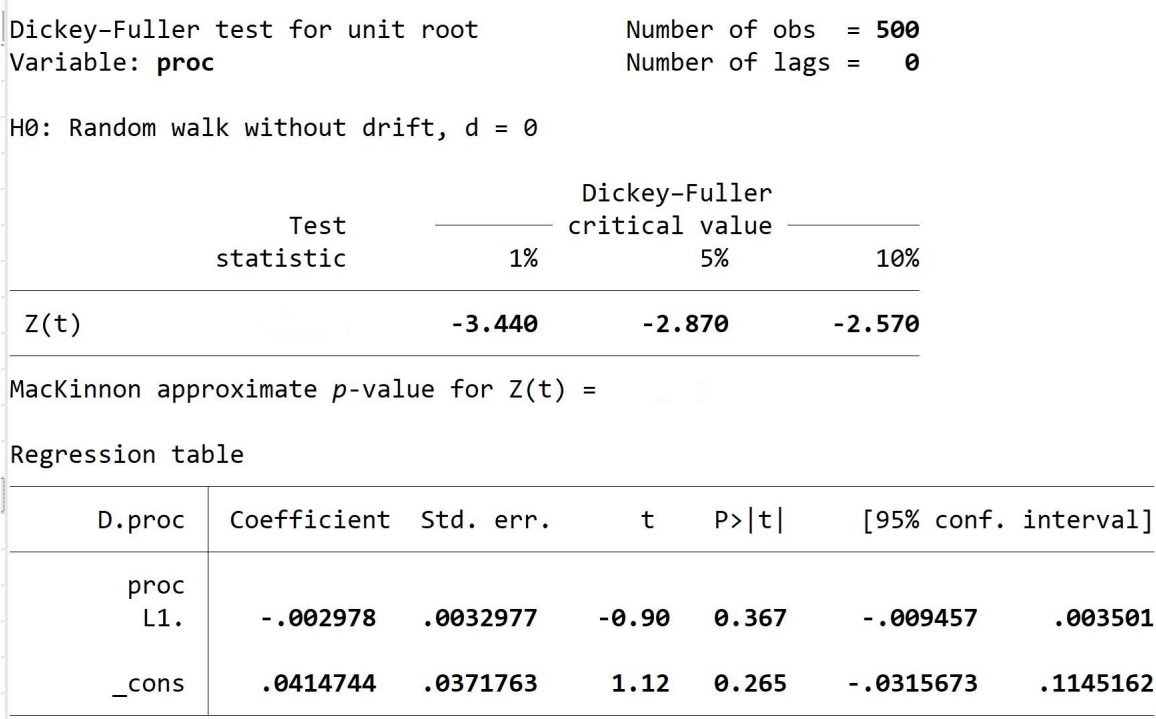 Dickey–Fuller test for unit root Number of obs = 500
Variable: proc Number of lags = 0
H0: Random walk without drift, d = 0
Dickey–Fuller
Test critical value
statistic 1% 5% 10%
Z(t) -3.440 -2.870 -2.570
MacKinnon approximate p-value for Z(t) =
Regression table
D.proc Coefficient Std. err. t P>|t| [95% conf. interval]
proc
L1. -.002978 .0032977 -0.90 0.367 -.009457 .003501
_cons .0414744 .0371763 1.12 0.265 -.0315673 .1145162